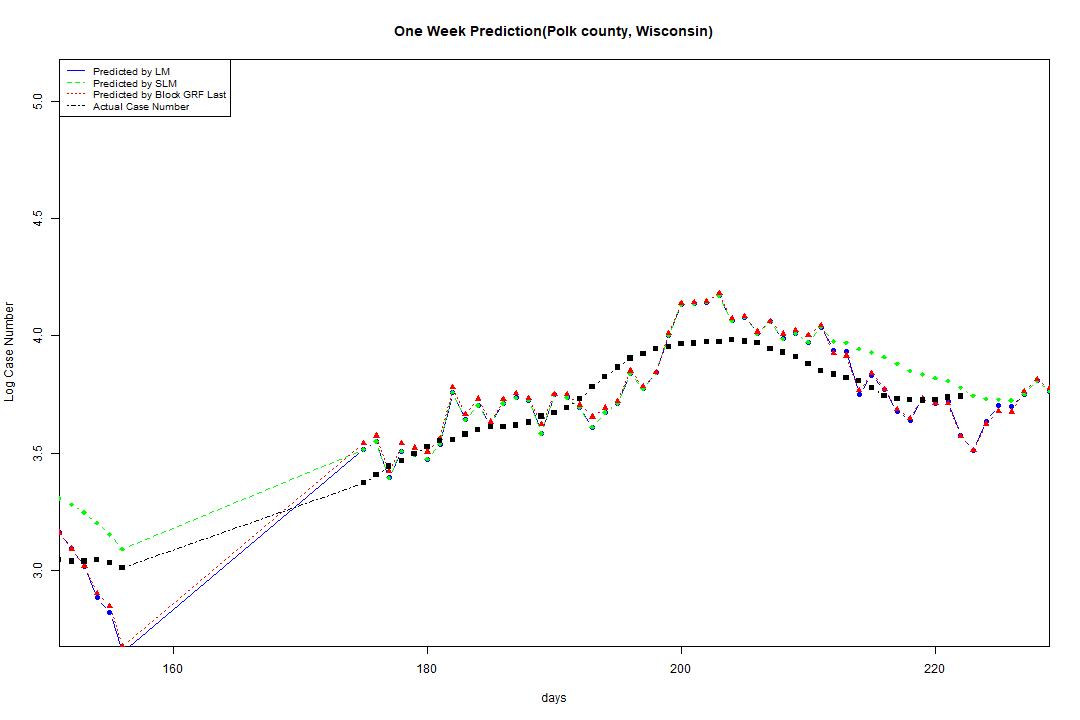 One Week Prediction(Polk county, Wisconsin)
Predicted by LM
Predicted by SLM
Predicted by Block GRF Last
Actual Case Number
5.0
4.5
4.0
3.5
3.0
Log Case Number
160 180 200 220
days